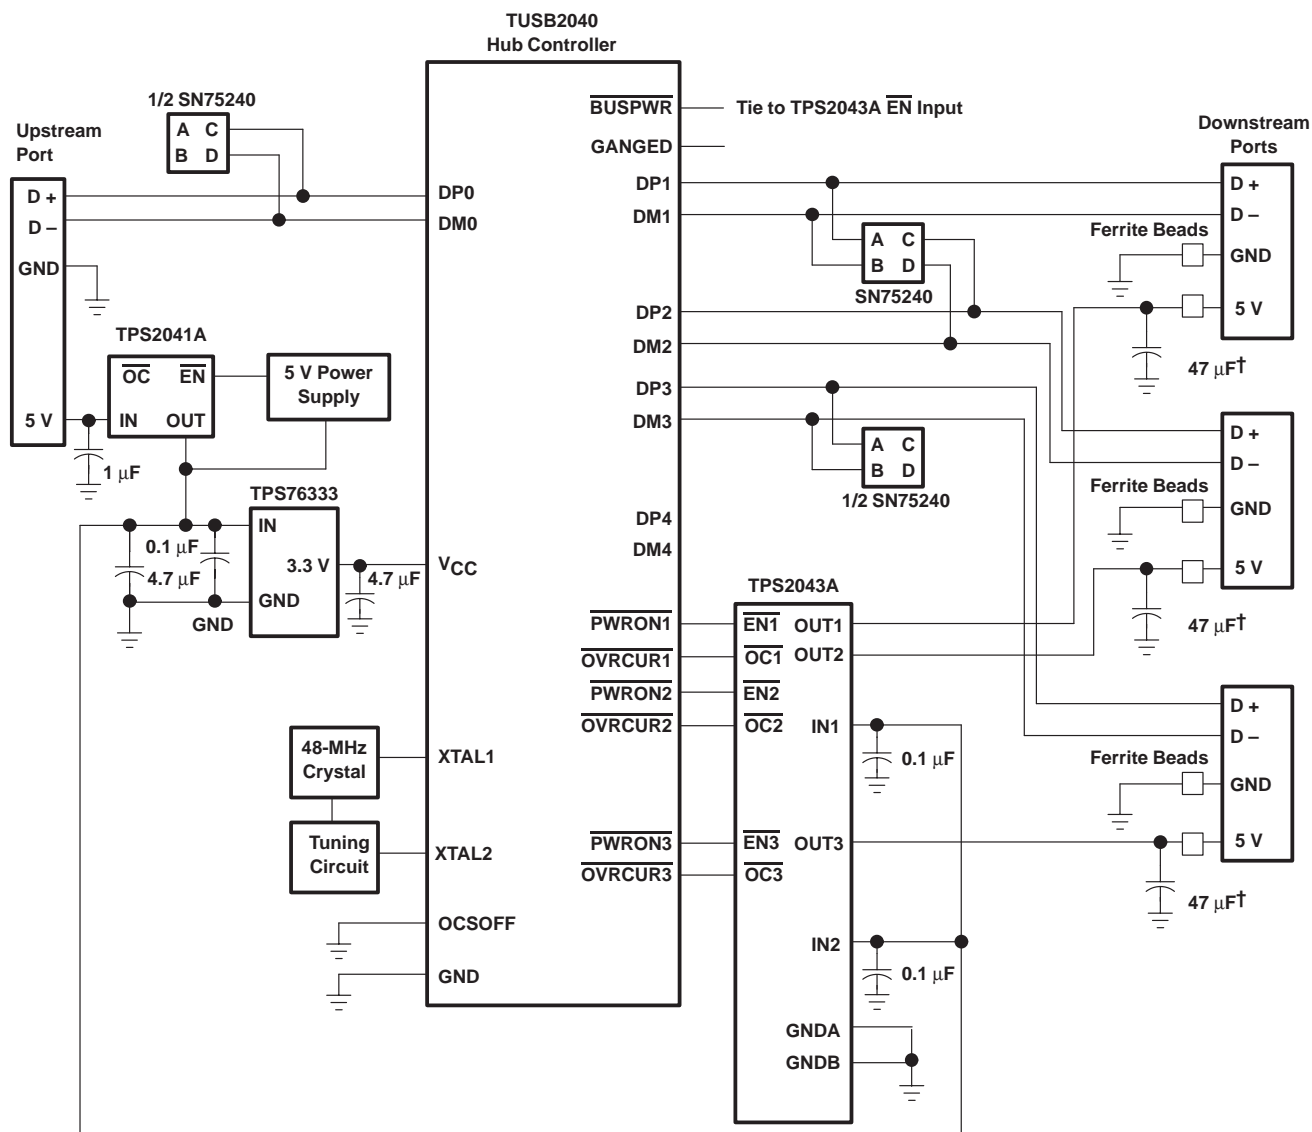 TUSB2040
Hub Controller
1/2 SN75240
A C
B D
Upstream
Port
D +
D –
GND
5 V
BUSPWR
Tie to TPS2043A EN Input
GANGED
Downstream
Ports
DP0
DM0
DP1
DM1
A C
B D
SN75240
D +
D –
Ferrite Beads
GND
5 V
47 μF†
TPS2041A
OC EN
IN OUT
5 V Power
Supply
1 μF
DP2
DM2
DP3
DM3
A C
B D
1/2 SN75240
D +
D –
Ferrite Beads
GND
5 V
47 μF†
TPS76333
IN
3.3 V
GND
0.1 μF
4.7 μF
GND
4.7 μF
VCC
DP4
DM4
TPS2043A
PWRON1
EN1 OUT1
OVRCUR1
OC1 OUT2
PWRON2
EN2
OVRCUR2
OC2 IN1
0.1 μF
D +
D –
Ferrite Beads
GND
5 V
47 μF†
48-MHz
Crystal
XTAL1
Tuning
Circuit
XTAL2
PWRON3
EN3 OUT3
OVRCUR3
OC3
OCSOFF
GND
IN2
0.1 μF
GNDA
GNDB